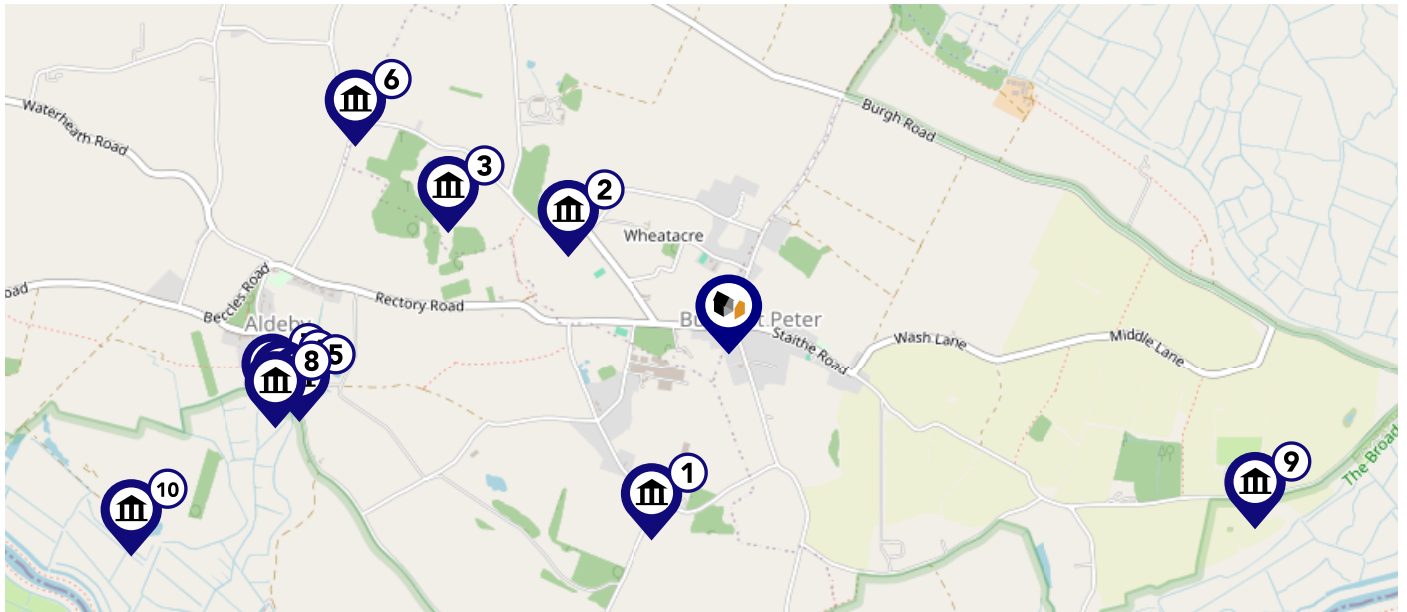 6
Waterheath Road
Burgh Road
3
2
Wheatacre
Beccles Road
Rectory Road
Aldeby
Staithe Road
Wash Lane
Middle Lane
8
5
The Broad
9
1
10